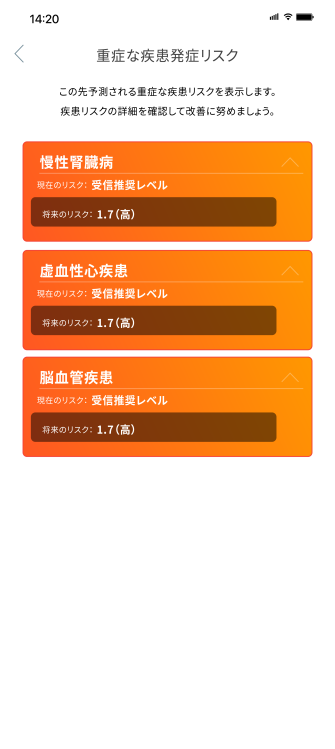 14:20
重症な疾患発症リスク
この先予測される重症な疾患リスクを表示します。
疾患リスクの詳細を確認して改善に努めましょう。
慢性腎臓病
現在のリスク： 受信推奨レベル
将来のリスク： 1.7（高）
虚血性心疾患
現在のリスク： 受信推奨レベル
将来のリスク： 1.7（高）
脳血管疾患
現在のリスク： 受信推奨レベル
将来のリスク： 1.7（高）